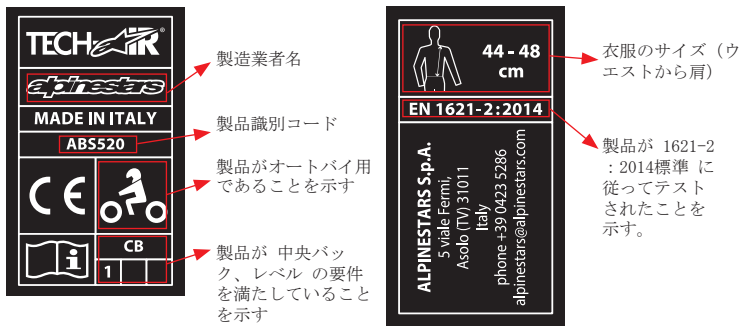 TECH-AIR
alpinestars
MADE IN ITALY
ABS520
CE
i
CB
1
製造業者名
製品識別コード
製品がオートバイ用
であることを示す
製品が 中央バッ
ク、レベル の要件
を満たしていること
を示す
44 - 48
cm
EN 1621-2:2014
ALPINESTARS S.p.A.
5 viale Fermi,
Asolo (TV) 31011
Italy
phone +39 0423 5286
alpinestars@alpinestars.com
衣服のサイズ（ウ
エストから肩）
製品が 1621-2
：2014標準 に
従ってテスト
されたことを
示す。